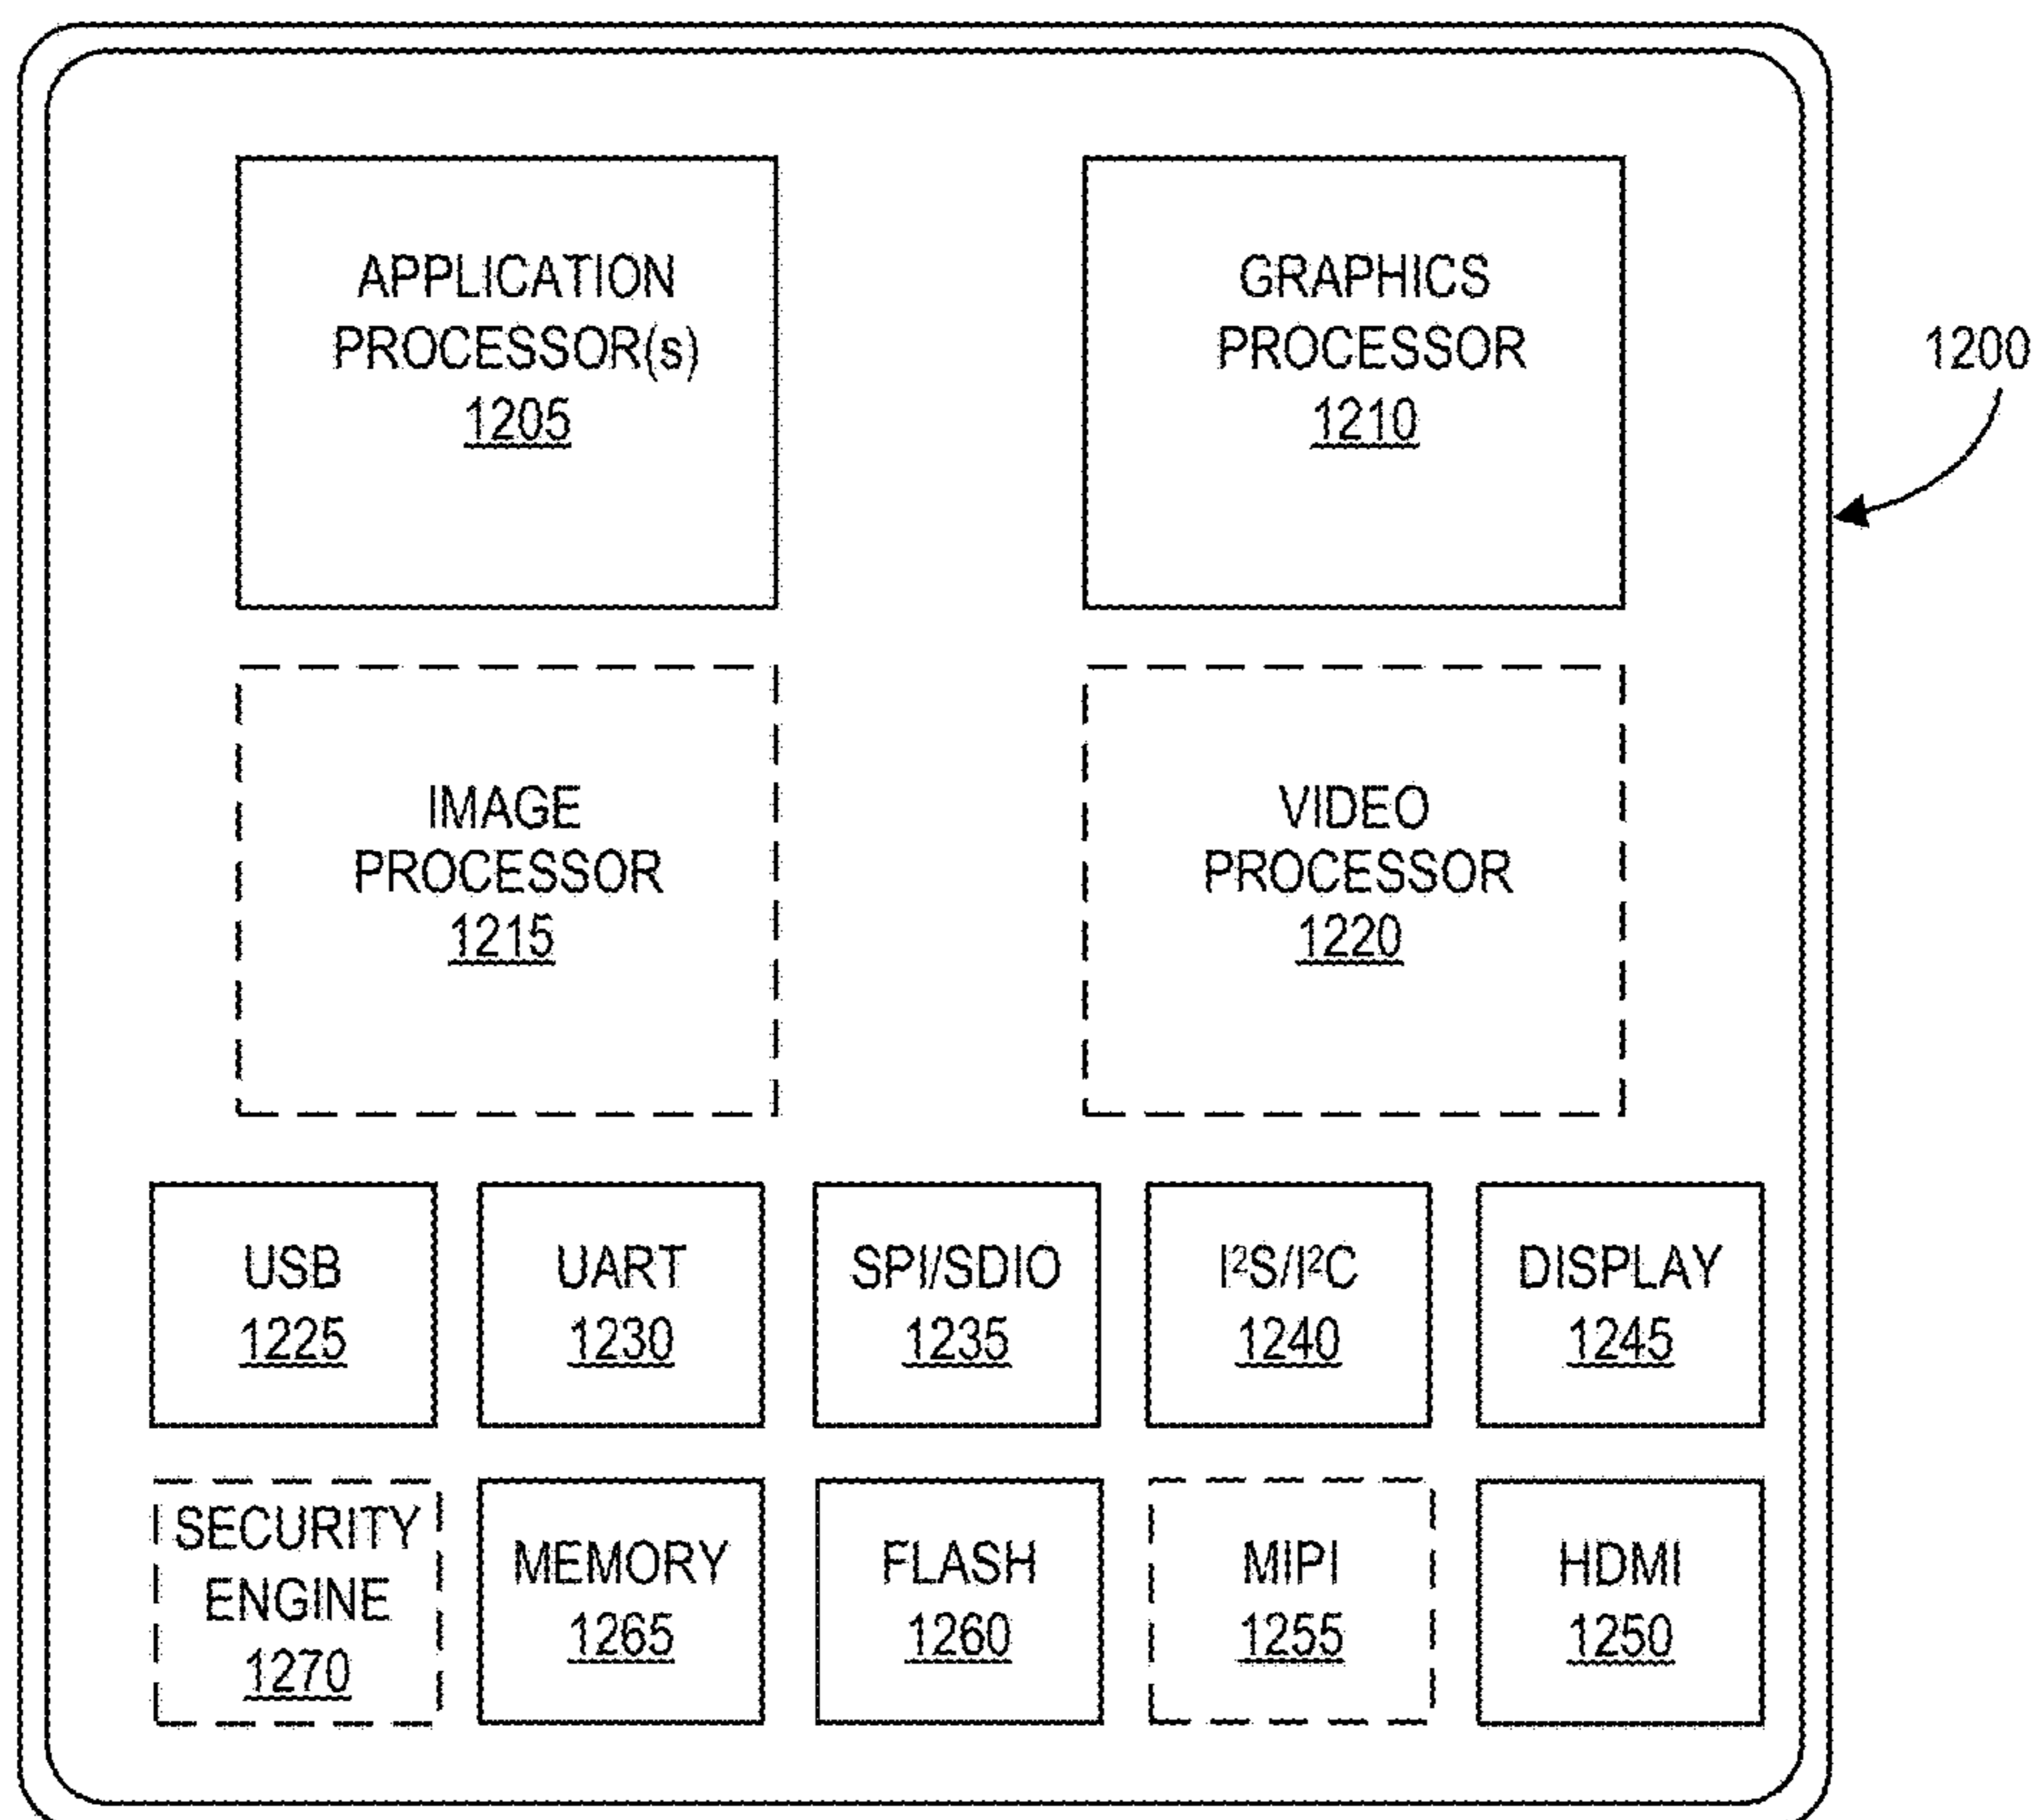 APPLICATION
PROCESSOR(s)
1205
GRAPHICS
PROCESSOR
1210
1200
IMAGE
PROCESSOR
1215
VIDEO
PROCESSOR
1220
USB
1225
UART
1230
SPI/SDIO
1235
I²S/I²C
1240
DISPLAY
1245
SECURITY
ENGINE
1270
MEMORY
1265
FLASH
1260
MIPI
1255
HDMI
1250